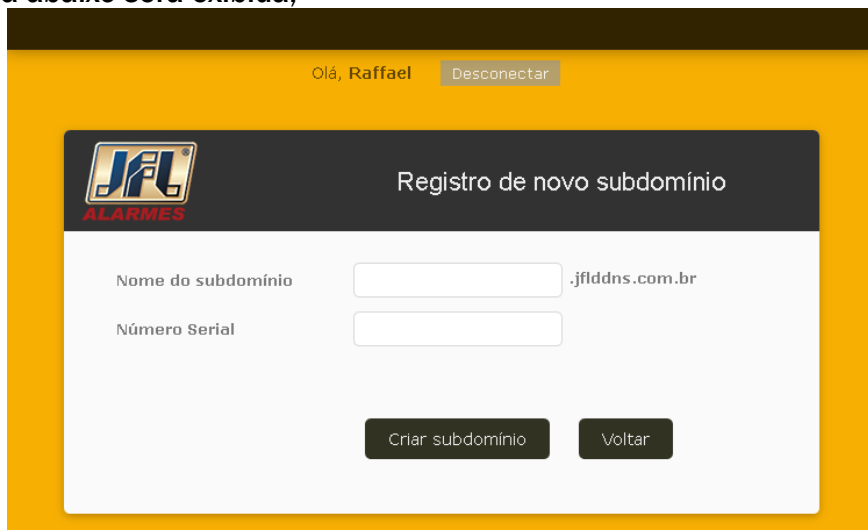 a abaixo será exibida;
Olá, Raffael Desconectar
JFL®
ALARMES
Registro de novo subdomínio
Nome do subdomínio .jflddns.com.br
Número Serial
Criar subdomínio Voltar